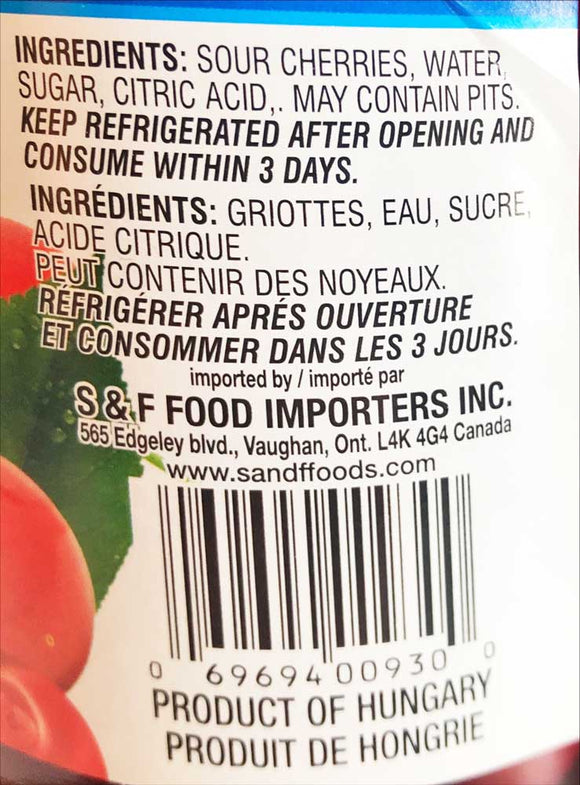 INGREDIENTS: SOUR CHERRIES, WATER,
SUGAR, CITRIC ACID,. MAY CONTAIN PITS.
KEEP REFRIGERATED AFTER OPENING AND
CONSUME WITHIN 3 DAYS.
INGRÉDIENTS: GRIOTTES, EAU, SUCRE,
ACIDE CITRIQUE.
PEUT CONTENIR DES NOYEAUX.
RÉFRIGÉRER APRÉS OUVERTURE
ET CONSOMMER DANS LES 3 JOURS.
imported by / importé par
S & F FOOD IMPORTERS INC.
565 Edgeley blvd., Vaughan, Ont. L4K 4G4 Canada
www.sandffoods.com
0 69694 00930 0
PRODUCT OF HUNGARY
PRODUIT DE HONGRIE